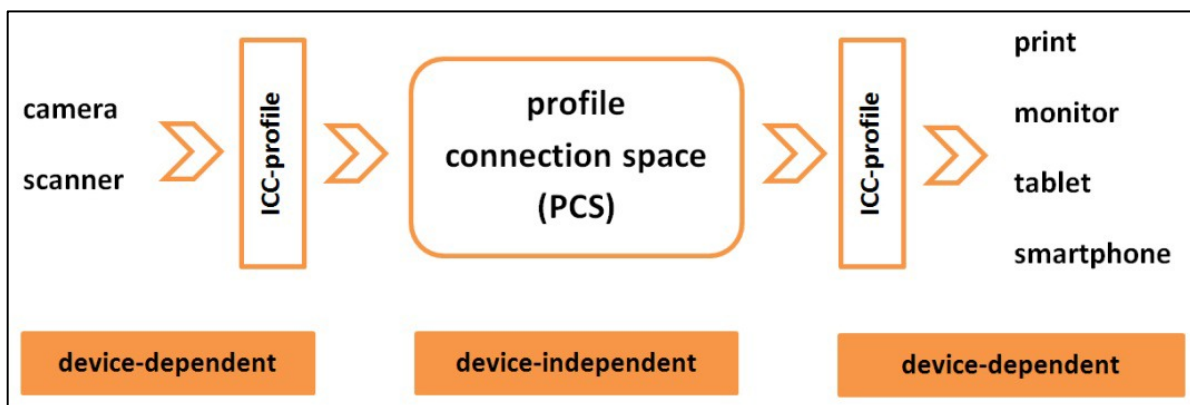 camera
scanner
ICC-profile
profile
connection space
(PCS)
ICC-profile
print
monitor
tablet
smartphone
device-dependent
device-independent
device-dependent